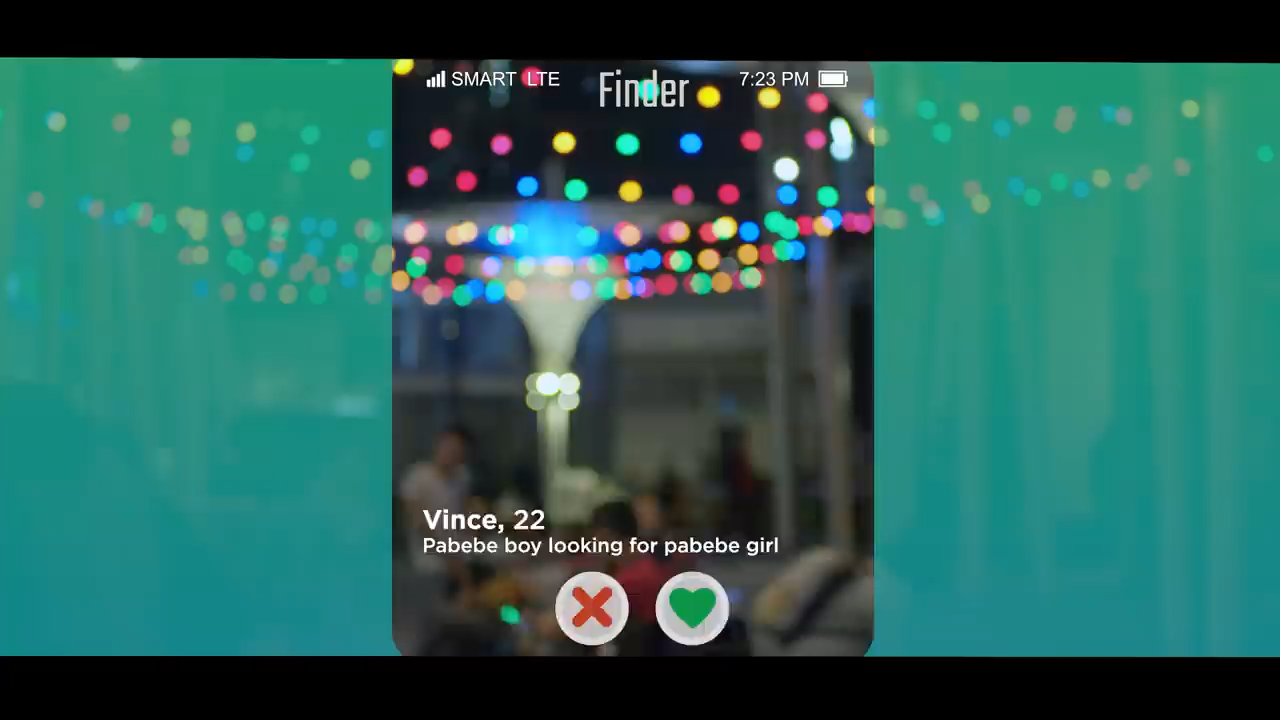 SMART LTE
Finder
7:23 PM
Vince, 22
Pabebe boy looking for pabebe girl